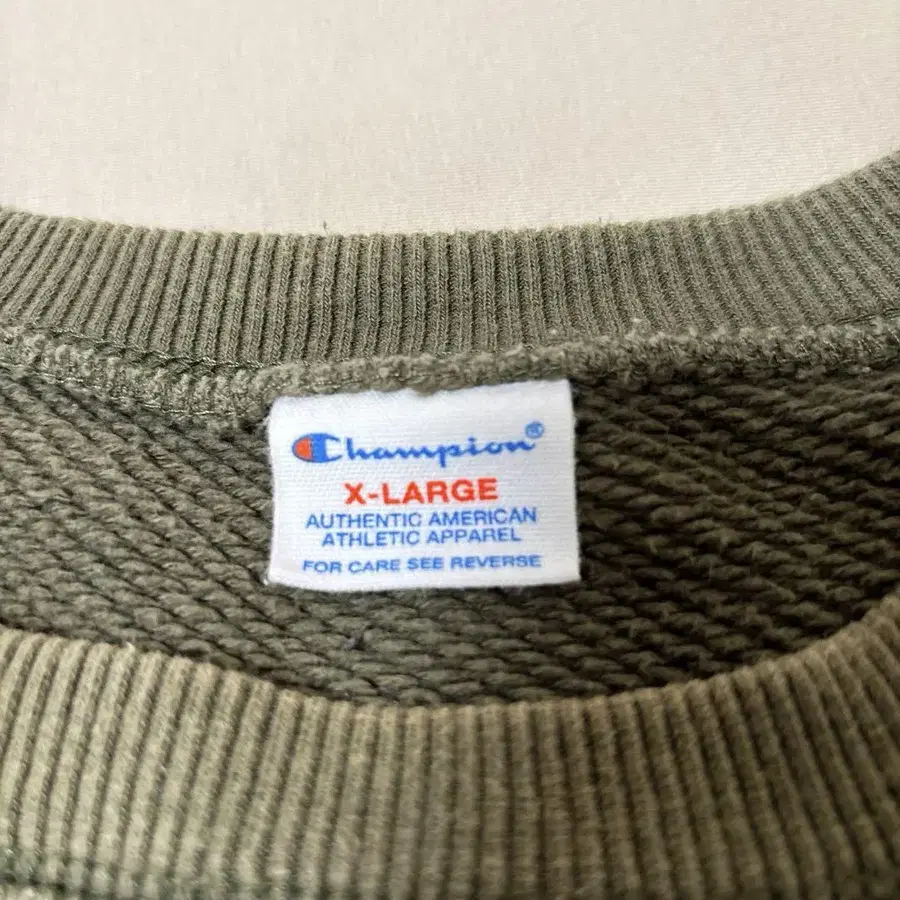 Champion®
X-LARGE
AUTHENTIC AMERICAN
ATHLETIC APPAREL
FOR CARE SEE REVERSE